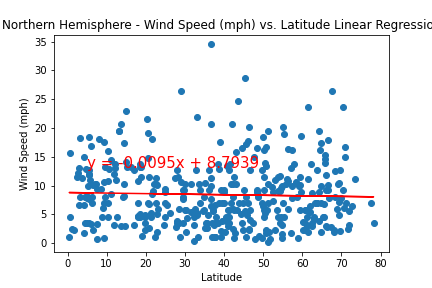 Northern Hemisphere - Wind Speed (mph) vs. Latitude Linear Regressio
35
30
25
20
15
10
5
0
Wind Speed (mph)
y = -0.0095x + 8.7939
0 10 20 30 40 50 60 70 80
Latitude